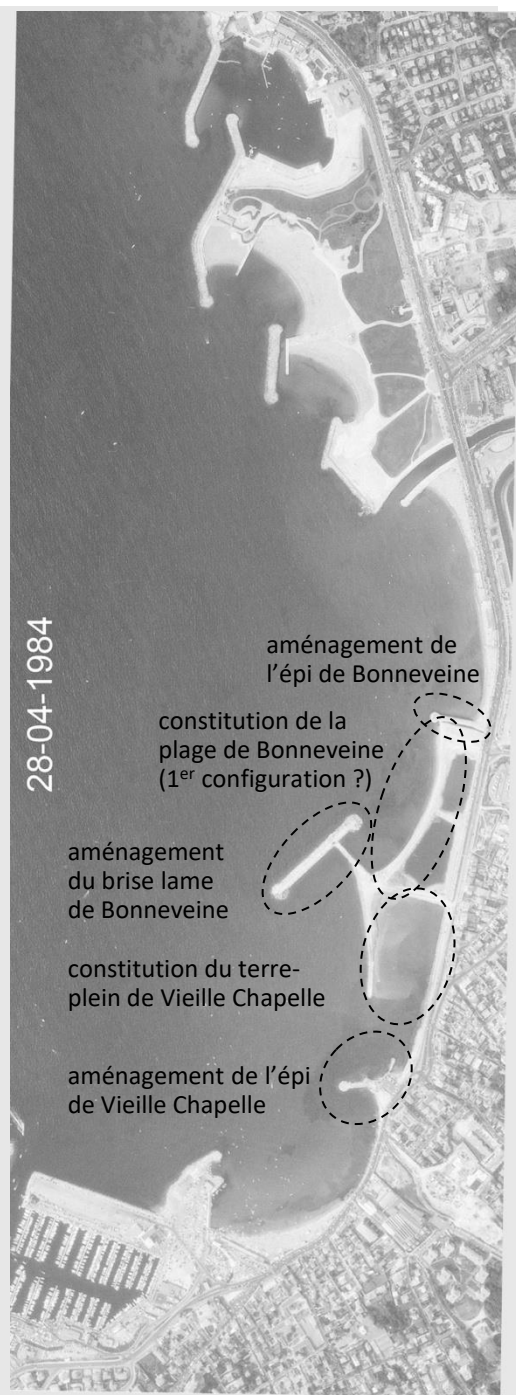 28-04-1984
aménagement de
l'épi de Bonneveine
constitution de la
plage de Bonneveine
(1er configuration ?)
aménagement
du brise lame
de Bonneveine
constitution du terre-
plein de Vieille Chapelle
aménagement de l’épi
de Vieille Chapelle